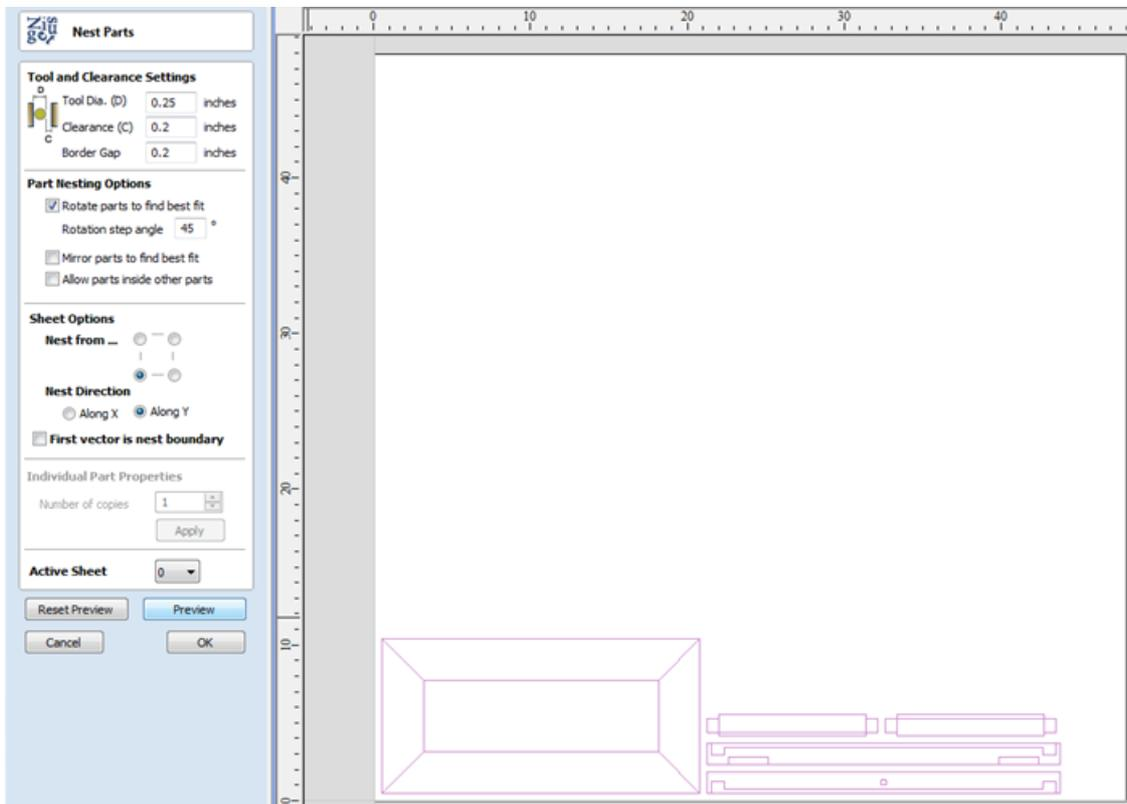 Nest Parts
Tool and Clearance Settings
D
Tool Dia. (D) 0.25 inches
Clearance (C) 0.2 inches
C
Border Gap 0.2 inches
Part Nesting Options
Rotate parts to find best fit
Rotation step angle 45 °
Mirror parts to find best fit
Allow parts inside other parts
Sheet Options
Nest from ...
Nest Direction
Along X Along Y
First vector is nest boundary
Individual Part Properties
Number of copies 1
Apply
Active Sheet 0
Reset Preview Preview
Cancel OK
0 10 20 30 40
40
30
20
10
0